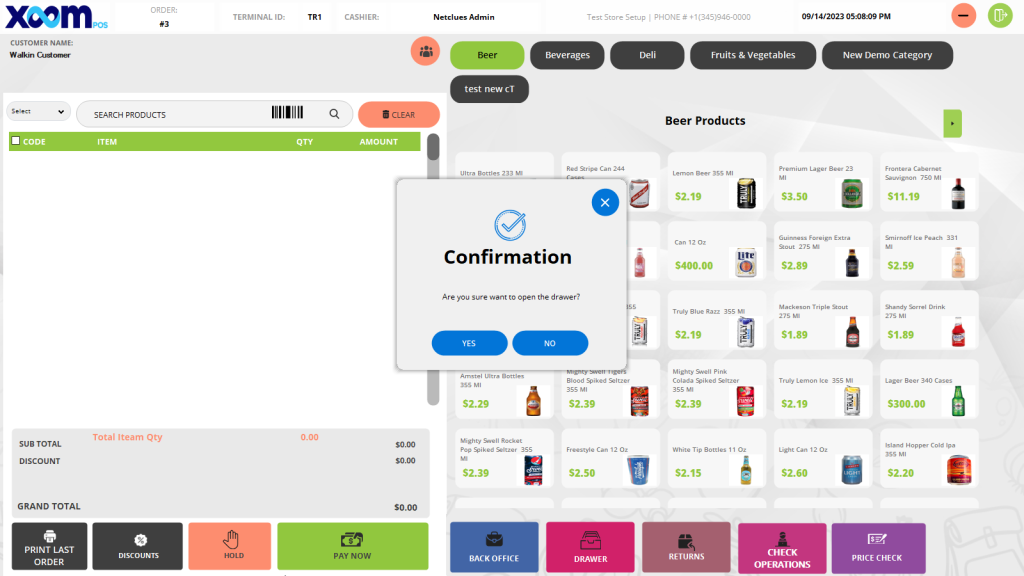 XOOM POS
ORDER:
#3
TERMINAL ID:
TR1
CASHIER:
Netclues Admin
Test Store Setup | PHONE # +1(345)946-0000
09/14/2023 05:08:09 PM
CUSTOMER NAME:
Walkin Customer
Beer
Beverages
Deli
Fruits & Vegetables
New Demo Category
test new cT
Select
SEARCH PRODUCTS
CLEAR
CODE
ITEM
QTY
AMOUNT
Beer Products
Ultra Bottles 233 Ml
Red Stripe Can 244
Cases
Lemon Beer 355 Ml
$2.19
Premium Lager Beer 23
Ml
$3.50
Frontera Cabernet
Sauvignon 750 Ml
$11.19
Can 12 Oz
$400.00
Guinness Foreign Extra
Stout 275 Ml
$2.89
Smirnoff Ice Peach 331
Ml
$2.59
355
Truly Blue Razz 355 Ml
$2.19
Mackeson Triple Stout
275 Ml
$1.89
Shandy Sorrel Drink
275 Ml
$1.89
Amstel Ultra Bottles
355 Ml
$2.29
Mighty Swell Tigers
Blood Spiked Seltzer
355 Ml
$2.39
Mighty Swell Pink
Colada Spiked Seltzer
355 Ml
$2.39
Truly Lemon Ice 355 Ml
$2.19
Lager Beer 340 Cases
$300.00
Mighty Swell Rocket
Pop Spiked Seltzer 355
Ml
$2.39
Freestyle Can 12 Oz
$2.50
White Tip Bottles 11 Oz
$2.15
Light Can 12 Oz
$2.60
Island Hopper Cold Ipa
355 Ml
$2.20
Confirmation
Are you sure want to open the drawer?
YES
NO
SUB TOTAL
Total Iteam Qty
0.00
$0.00
DISCOUNT
$0.00
GRAND TOTAL
$0.00
PRINT LAST
ORDER
DISCOUNTS
HOLD
PAY NOW
BACK OFFICE
DRAWER
RETURNS
CHECK
OPERATIONS
PRICE CHECK